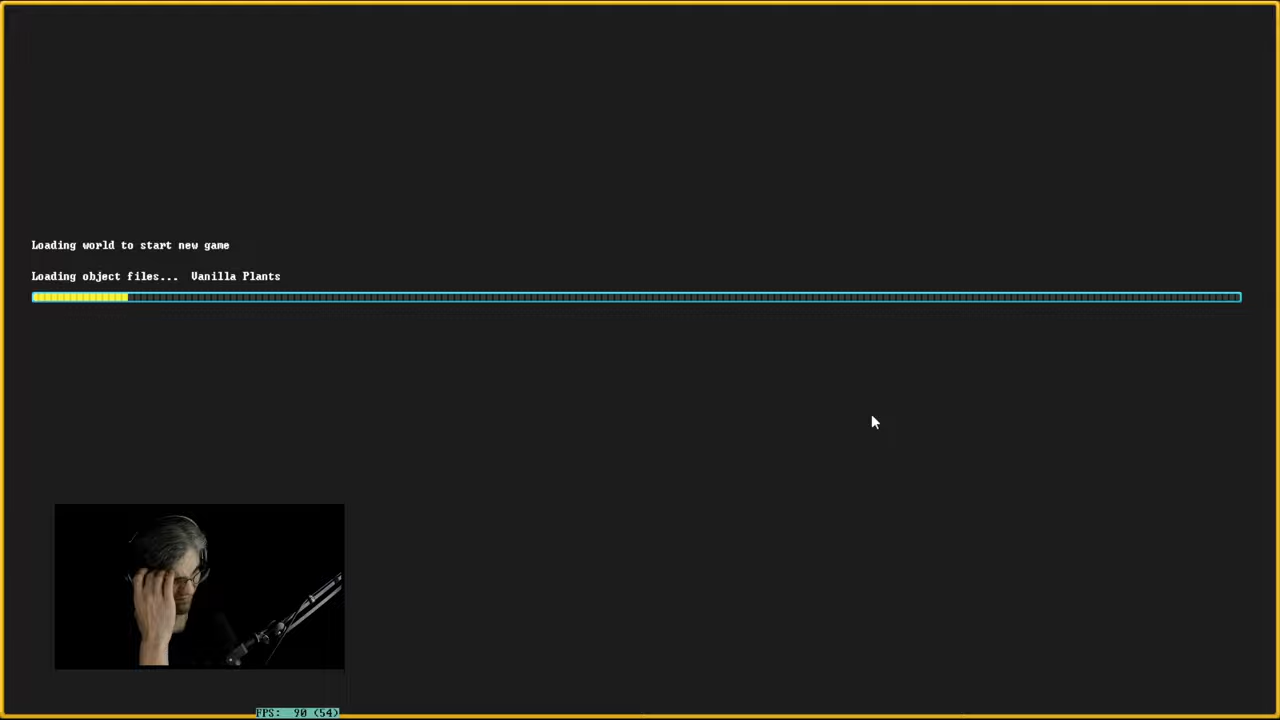 Loading world to start new game
Loading object files...  Vanilla Plants
FPS:  90 (54)